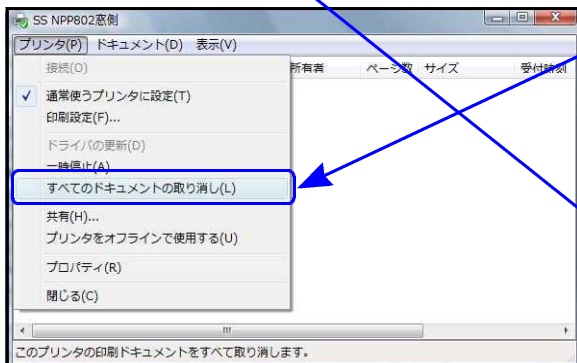 SS NPP802窓側
プリンタ(P) ドキュメント(D) 表示(V)
接続(O) 所有者 ページ数 サイズ 受付時刻
通常使うプリンタに設定(T)
印刷設定(F)...
ドライバの更新(D)
一時停止(A)
すべてのドキュメントの取り消し(L)
共有(H)...
プリンタをオフラインで使用する(U)
プロパティ(R)
閉じる(C)
このプリンタの印刷ドキュメントをすべて取り消します。